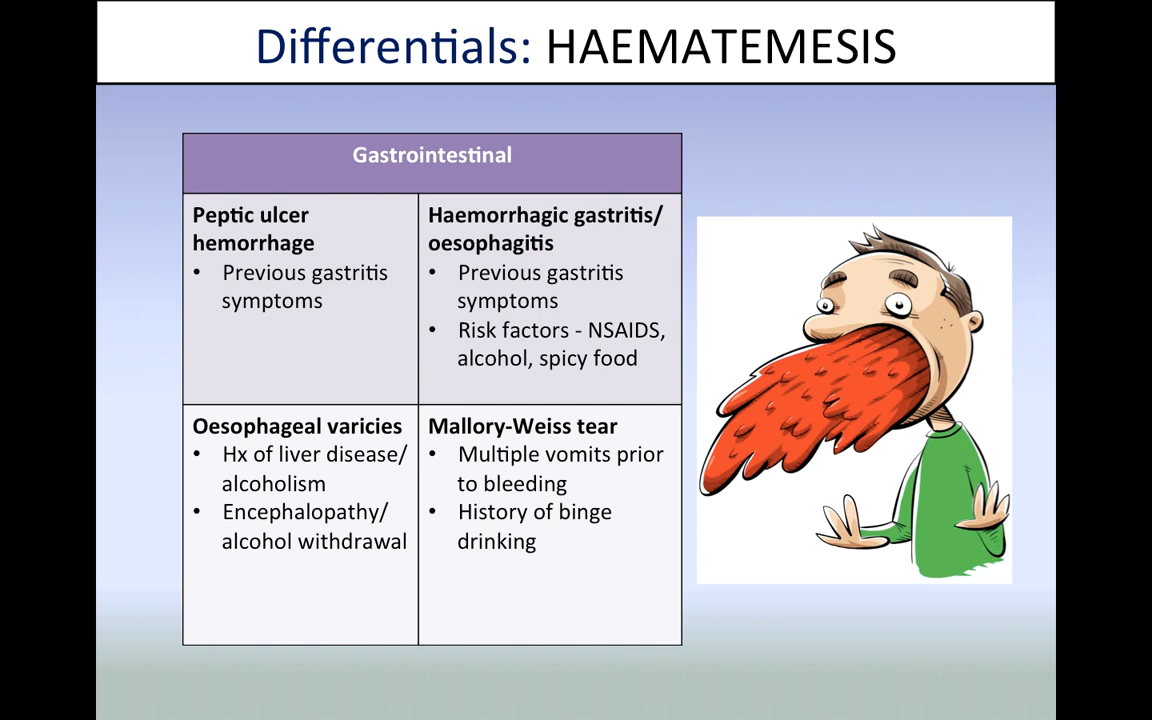 Differentials: HAEMATEMESIS
Gastrointestinal
Peptic ulcer
hemorrhage
• Previous gastritis
symptoms
Haemorrhagic gastritis/
oesophagitis
• Previous gastritis
symptoms
• Risk factors - NSAIDS,
alcohol, spicy food
Oesophageal varicies
• Hx of liver disease/
alcoholism
• Encephalopathy/
alcohol withdrawal
Mallory-Weiss tear
• Multiple vomits prior
to bleeding
• History of binge
drinking